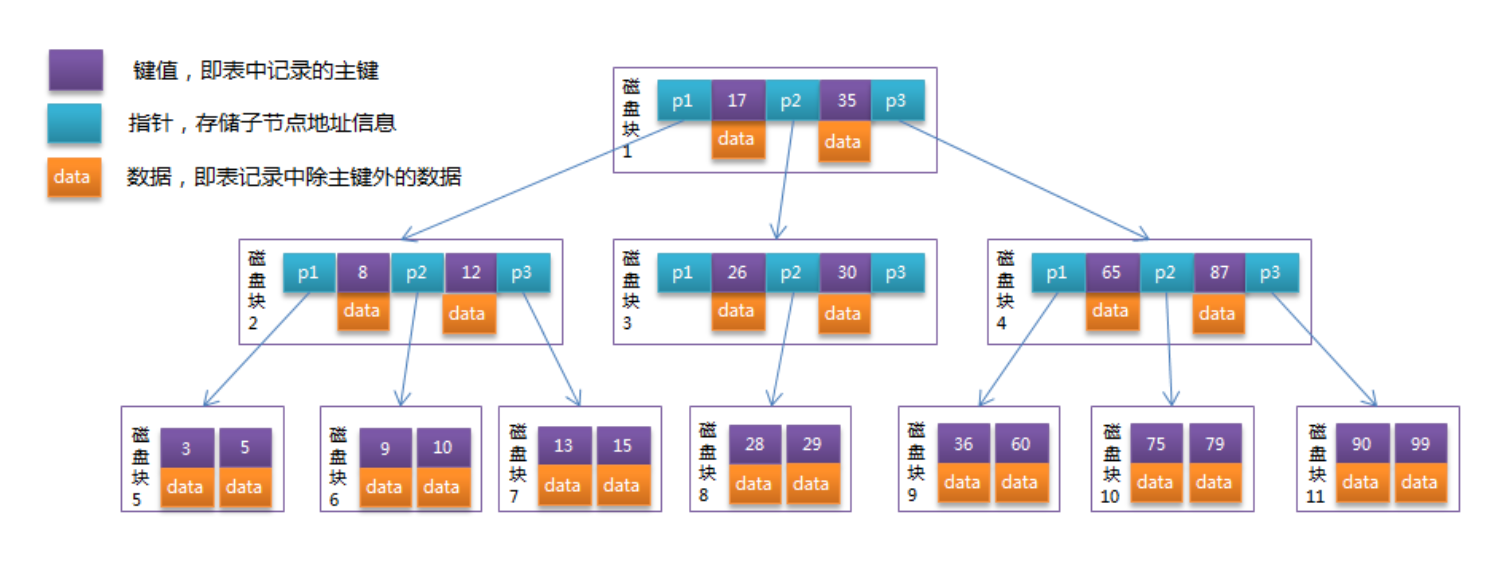 键值，即表中记录的主键
指针，存储子节点地址信息
data 数据，即表记录中除主键外的数据
磁盘块1
p1 17 p2 35 p3
data data
磁盘块2
p1 8 p2 12 p3
data data
磁盘块3
p1 26 p2 30 p3
data data
磁盘块4
p1 65 p2 87 p3
data data
磁盘块5
3 5
data data
磁盘块6
9 10
data data
磁盘块7
13 15
data data
磁盘块8
28 29
data data
磁盘块9
36 60
data data
磁盘块10
75 79
data data
磁盘块11
90 99
data data